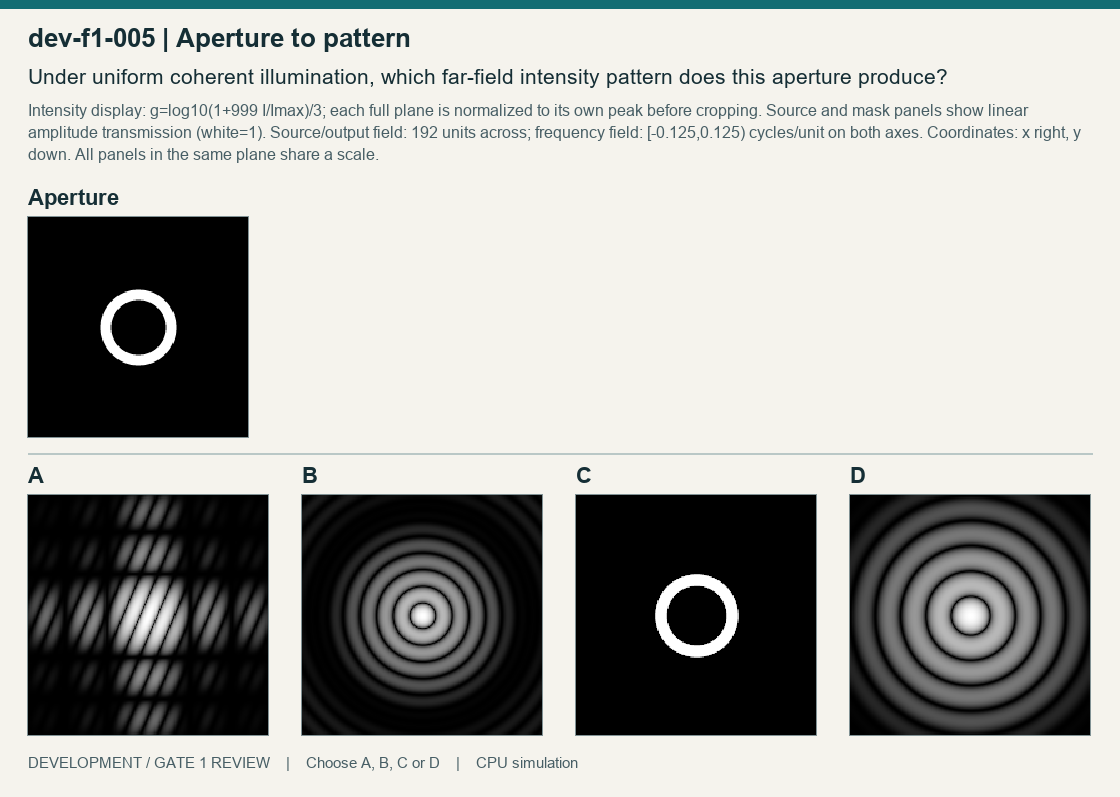 dev-f1-005 | Aperture to pattern
Under uniform coherent illumination, which far-field intensity pattern does this aperture produce?
Intensity display: g=log10(1+999 I/Imax)/3; each full plane is normalized to its own peak before cropping. Source and mask panels show linear
amplitude transmission (white=1). Source/output field: 192 units across; frequency field: [-0.125,0.125) cycles/unit on both axes. Coordinates: x right, y
down. All panels in the same plane share a scale.
Aperture
A B C D
DEVELOPMENT / GATE 1 REVIEW | Choose A, B, C or D | CPU simulation